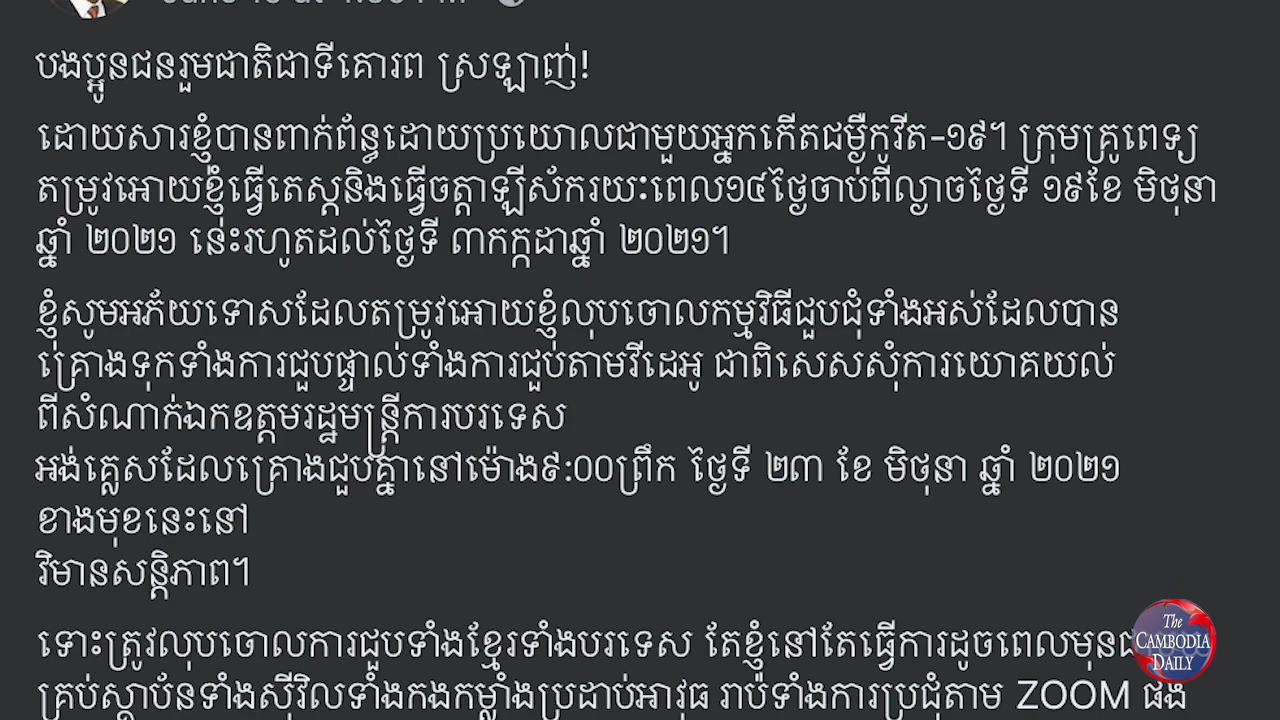 បងប្អូនជនរួមជាតិជាទីគោរព ស្រឡាញ់!
ដោយសារខ្ញុំបានពាក់ព័ន្ធដោយប្រយោលជាមួយអ្នកកើតជម្ងឺកូវីត-១៩។ ក្រុមគ្រូពេទ្យ
តម្រូវអោយខ្ញុំធ្វើតេស្តនិងធ្វើចត្តាឡីស័ករយៈពេល១៤ថ្ងៃចាប់ពីល្ងាចថ្ងៃទី ១៩ខែ មិថុនា
ឆ្នាំ ២០២១ នេះរហូតដល់ថ្ងៃទី ៣កក្កដាឆ្នាំ ២០២១។
ខ្ញុំសូមអភ័យទោសដែលតម្រូវអោយខ្ញុំលុបចោលកម្មវិធីជួបជុំទាំងអស់ដែលបាន
គ្រោងទុកទាំងការជួបផ្ទាល់ទាំងការជួប់តាមវីដេអូ ជាពិសេសសុំការយោគយល់
ពីសំណាក់ឯកឧត្តមរដ្ឋមន្ត្រីការបរទេស
អង់គ្លេសដែលគ្រោងជួបគ្នានៅម៉ោង៩:០០ព្រឹក ថ្ងៃទី ២៣ ខែ មិថុនា ឆ្នាំ ២០២១
ខាងមុខនេះនៅ
វិមានសន្តិភាព។
ទោះត្រូវលុបចោលការជួបទាំងខ្មែរទាំងបរទេស តែខ្ញុំនៅតែធ្វើការដូចពេលមុន
គ្រប់ស្ថាប័នទាំងស៊ីវិលទាំងកងកម្លាំងប្រដាប់អាវុធ រាប់ទាំងការប្រជុំតាម ZOOM ផង
The
CAMBODIA
DAILY